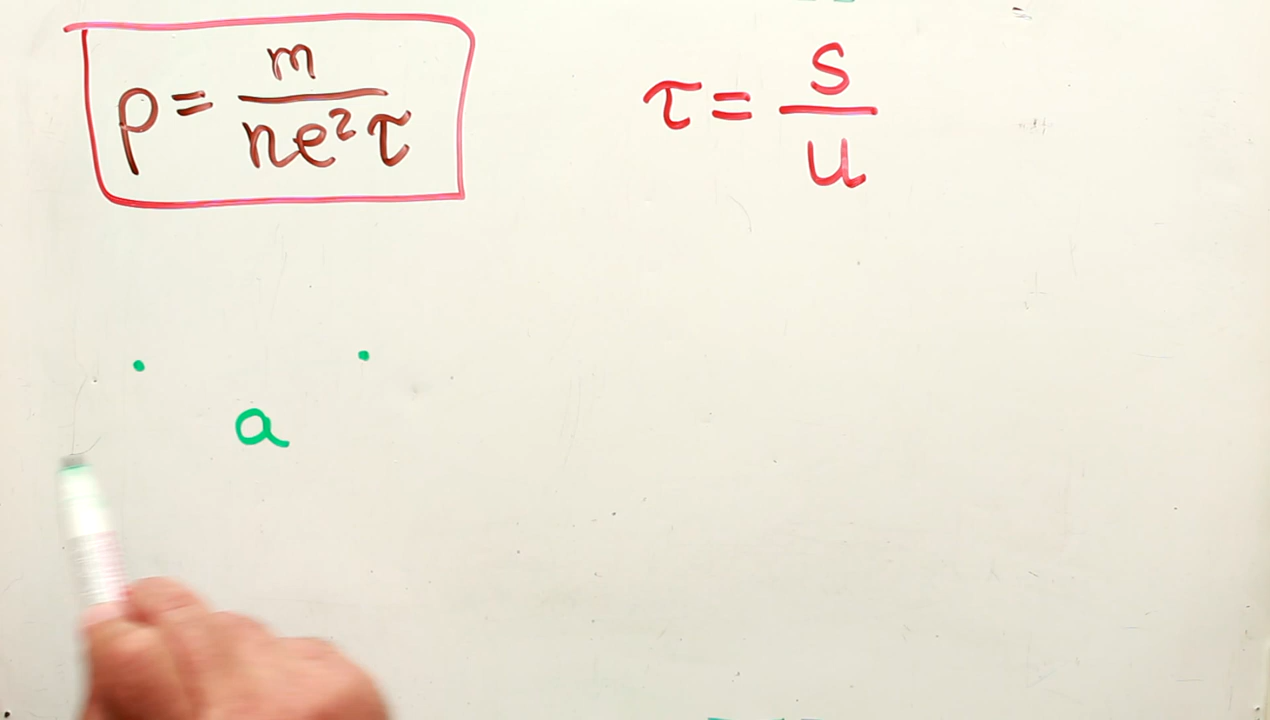 ρ = m / ne²τ
τ = s / u
a